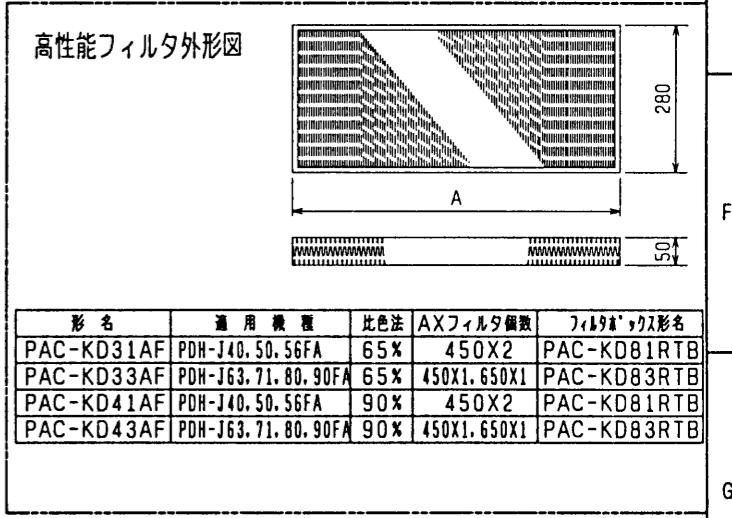 高性能フィルタ外形図
280
A
F
50
形 名 適 用 機 種 比色法 AXフィルタ個数 フィルタボックス形名
PAC-KD31AF PDH-J40.50.56FA 65% 450X2 PAC-KD81RTB
PAC-KD33AF PDH-J63.71.80.90FA 65% 450X1.650X1 PAC-KD83RTB
PAC-KD41AF PDH-J40.50.56FA 90% 450X2 PAC-KD81RTB
PAC-KD43AF PDH-J63.71.80.90FA 90% 450X1.650X1 PAC-KD83RTB
G